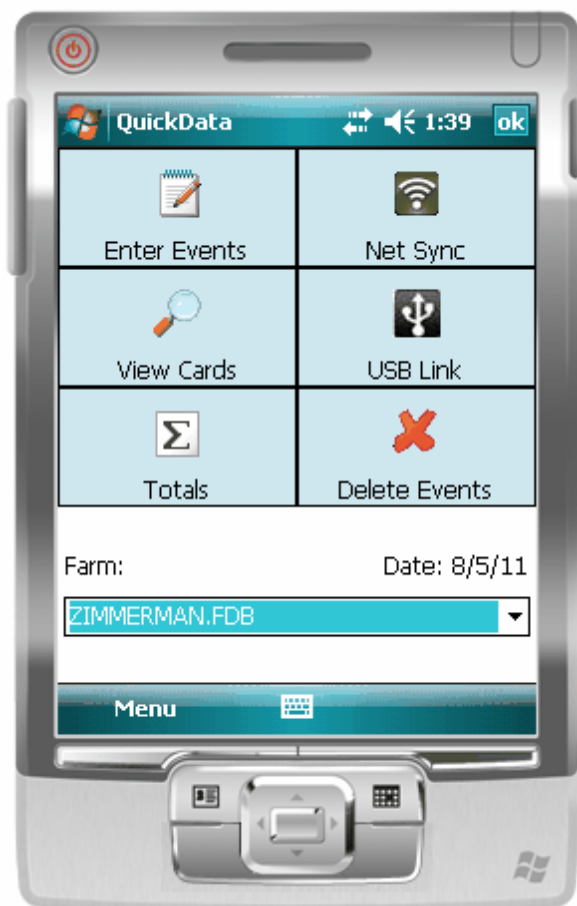 QuickData 1:39 ok
Enter Events Net Sync
View Cards USB Link
Σ
Totals Delete Events
Farm: Date: 8/5/11
ZIMMERMAN.FDB
Menu